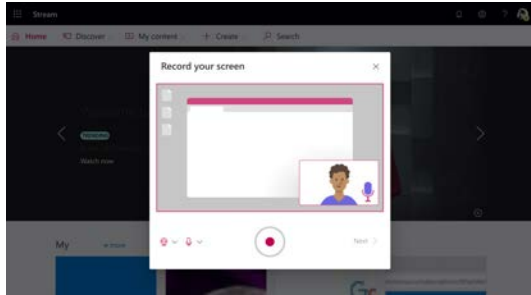 Stream
Home Discover My content + Create Search
Record your screen
Watch now
Next
My